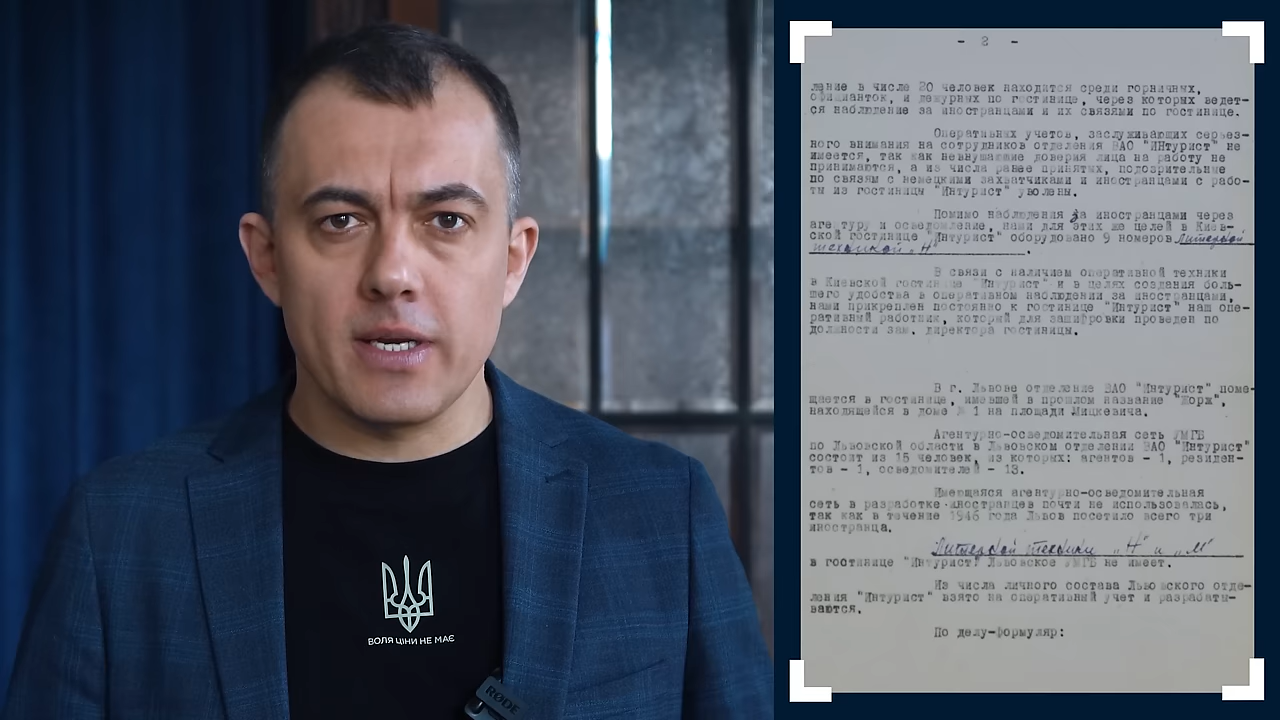 ВОЛЯ ЦІНИ НЕ МАЄ
RØDE
- 2 -
ление в числе 20 человек находится среди горничных,
официанток, и дежурных по гостинице, через которых ведет-
ся наблюдение за иностранцами и их связями по гостинице.
Оперативных учетов, заслуживающих серьез-
ного внимания на сотрудников отделения ВАО "ИНтурист" не
имеется, так как невнушающие доверия лица на работу не
принимаются, а из числа ранее принятых, подозрительные
по связям с немецкими захватчиками и иностранцами с рабо-
ты из гостиницы "Интурист" уволены.
Помимо наблюдения за иностранцами через
агентуру и осведомление, нами для этих же целей в Киев-
ской гостинице "Интурист" оборудовано 9 номеров литерной
техникой "Н".
В связи с наличием оперативной техники
в Киевской гостинице "Интурист" и в целях создания боль-
шего удобства в оперативном наблюдении за иностранцами,
нами прикреплен постоянно к гостинице "Интурист" наш опе-
ративный работник, который для зашифровки проведен по
должности зам. директора гостиницы.
В г. Львове отделение ВАО "Интурист" поме-
щается в гостинице, имевшей в прошлом название "Жорж",
находящейся в доме № 1 на площади Мицкевича.
Агентурно-осведомительная сеть УМГБ
по Львовской области в Львовском отделении ВАО "Интурист"
состоит из 15 человек, из которых: агентов - 1, резиден-
тов - 1, осведомителей - 13.
Имеющаяся агентурно-осведомительная
сеть в разработке иностранцев почти не использовалась,
так как в течение 1946 года Львов посетило всего три
иностранца.
Литерной техники "Н" и "М"
в гостинице "Интурист" Львовское УМГБ не имеет.
Из числа личного состава Львовского отде-
ления "Интурист" взято на оперативный учет и разрабаты-
ваются.
По делу-формуляр: